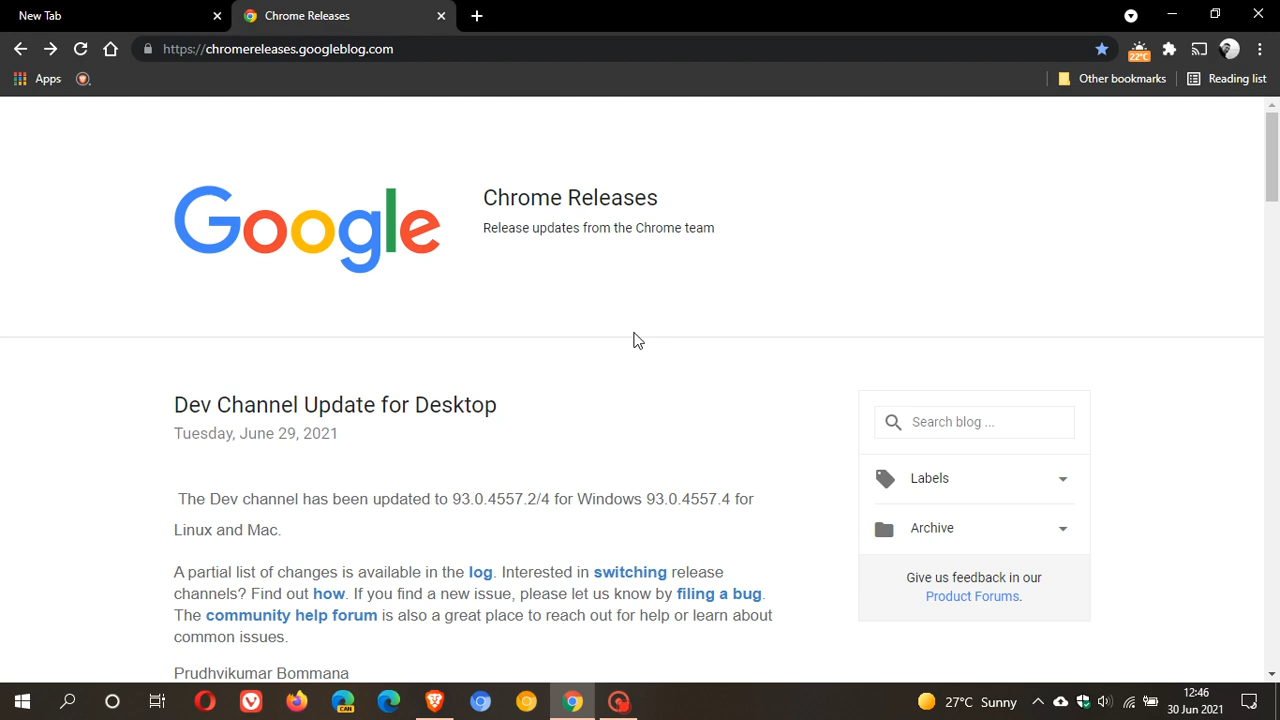 New Tab
Chrome Releases
https://chromereleases.googleblog.com
22°C
Apps
Other bookmarks
Reading list
Google
Chrome Releases
Release updates from the Chrome team
Dev Channel Update for Desktop
Tuesday, June 29, 2021
Search blog ...
Labels
The Dev channel has been updated to 93.0.4557.2/4 for Windows 93.0.4557.4 for
Linux and Mac.
Archive
A partial list of changes is available in the log. Interested in switching release
channels? Find out how. If you find a new issue, please let us know by filing a bug.
The community help forum is also a great place to reach out for help or learn about
common issues.
Give us feedback in our
Product Forums.
Prudhvikumar Bommana
CAN
27°C Sunny
12:46
30 Jun 2021